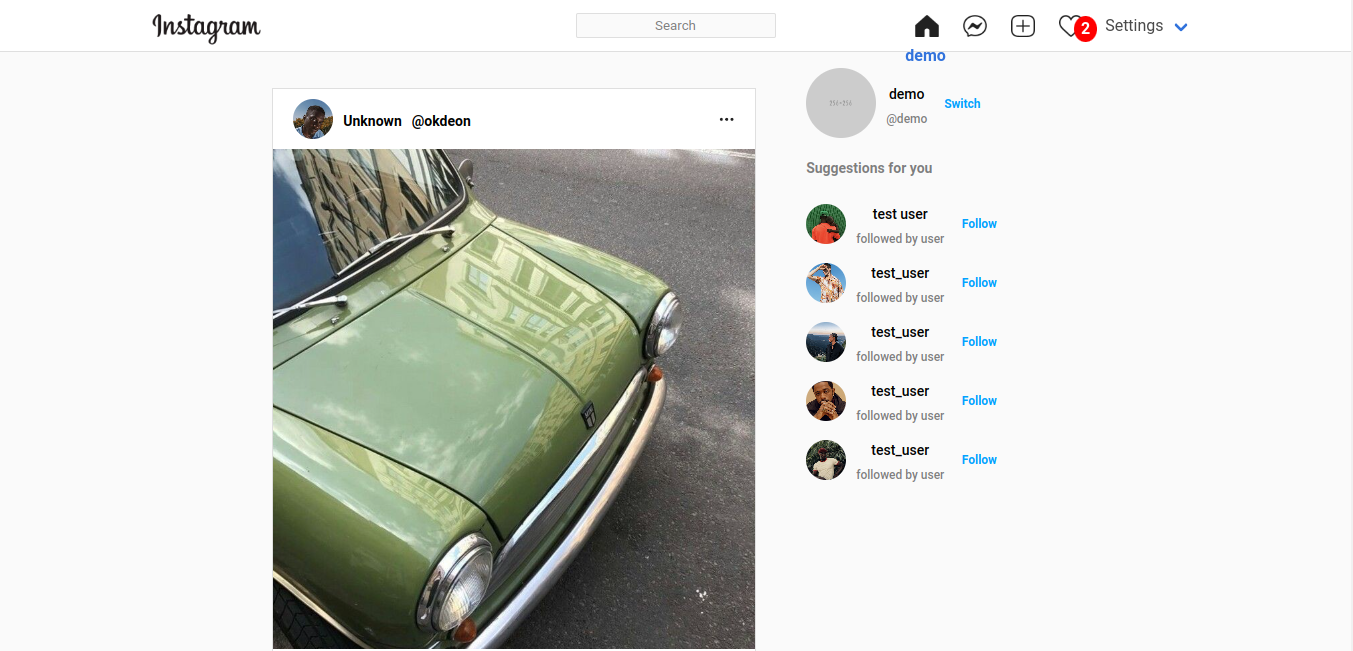 Instagram
Search
2
Settings
demo
demo
Switch
@demo
Unknown @okdeon
Suggestions for you
test user
followed by user
Follow
test_user
followed by user
Follow
test_user
followed by user
Follow
test_user
followed by user
Follow
test_user
followed by user
Follow